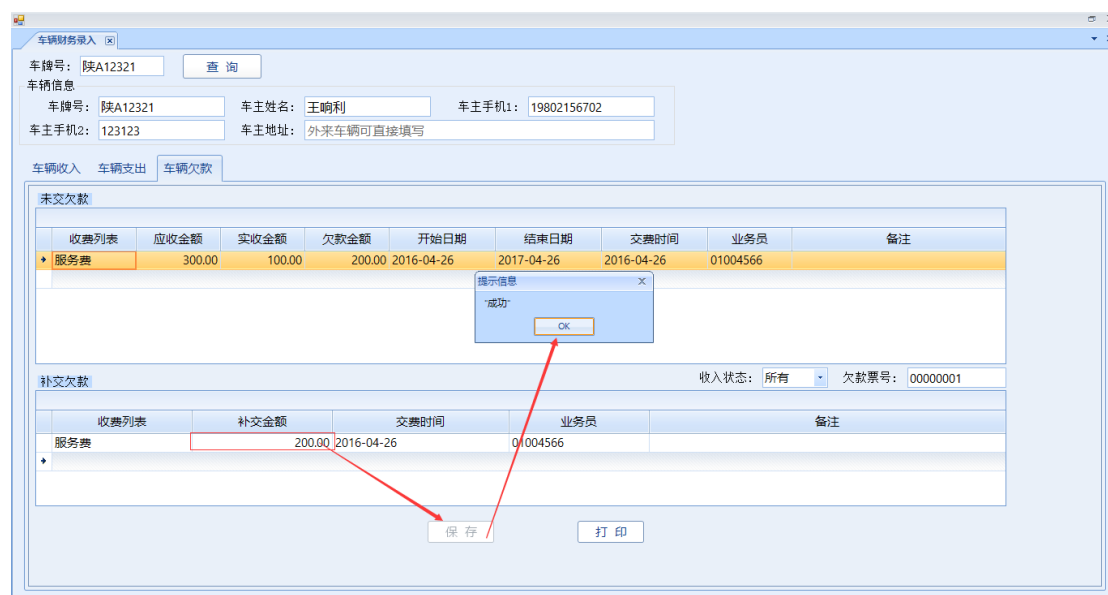 车辆财务录入
车牌号： 陕A12321 查 询
车辆信息
车牌号： 陕A12321 车主姓名： 王响利 车主手机1： 19802156702
车主手机2： 123123 车主地址： 外来车辆可直接填写
车辆收入 车辆支出 车辆欠款
未交欠款
收费列表 应收金额 实收金额 欠款金额 开始日期 结束日期 交费时间 业务员 备注
服务费 300.00 100.00 200.00 2016-04-26 2017-04-26 2016-04-26 01004566
提示信息
"成功"
OK
补交欠款 收入状态： 所有 欠款票号： 00000001
收费列表 补交金额 交费时间 业务员 备注
服务费 200.00 2016-04-26 01004566
保 存 打 印